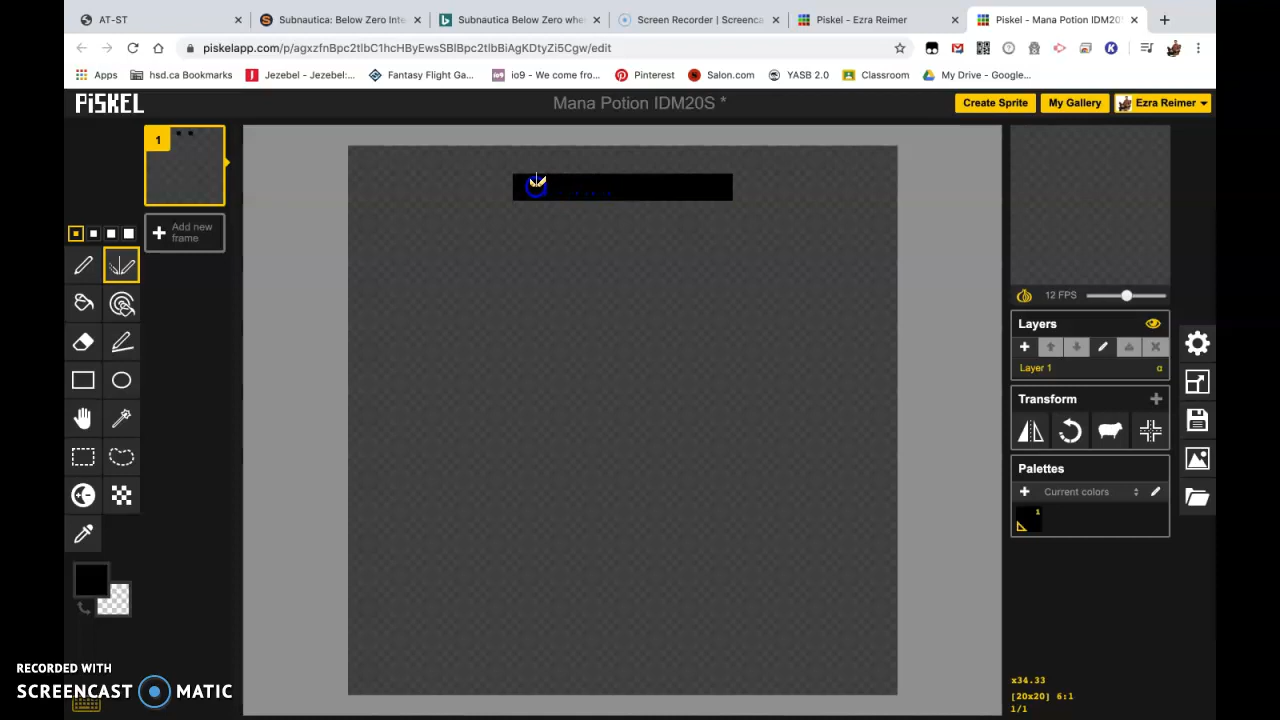 AT-ST
Subnautica: Below Zero Inte
Subnautica Below Zero whe
Screen Recorder | Screenca
Piskel - Ezra Reimer
Piskel - Mana Potion IDM20S
piskelapp.com/p/agxzfnBpc2tlbC1hcHByEwsSBlBpc2tlbBiAgKDtyZi5Cgw/edit
Apps
hsd.ca Bookmarks
Jezebel - Jezebel:...
Fantasy Flight Ga...
io9 - We come fro...
Pinterest
Salon.com
YASB 2.0
Classroom
My Drive - Google...
PiSKEL
Mana Potion IDM20S *
Create Sprite
My Gallery
Ezra Reimer
1
Add new
frame
12 FPS
Layers
Layer 1
α
Transform
Palettes
Current colors
1
RECORDED WITH
SCREENCAST MATIC
x34.33
[20x20] 6:1
1/1